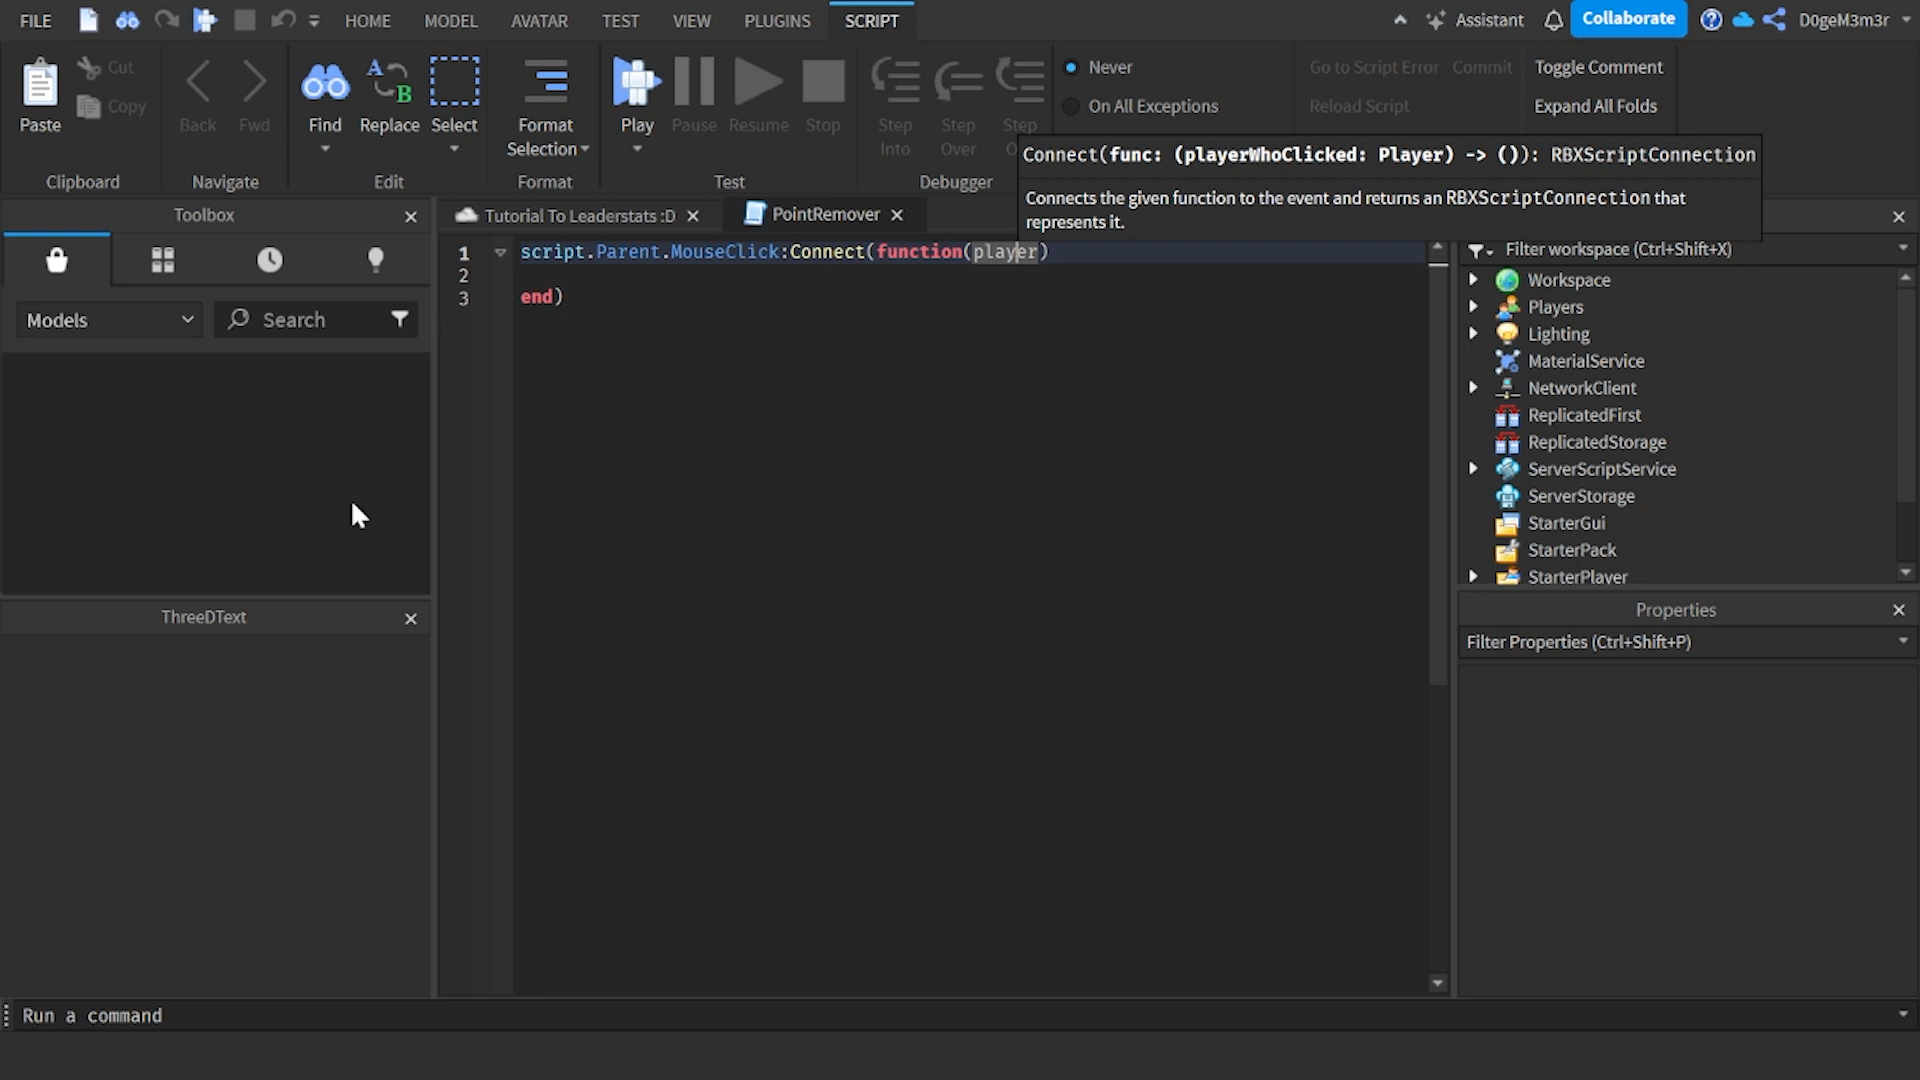 FILE HOME MODEL AVATAR TEST VIEW PLUGINS SCRIPT Assistant Collaborate D0geM3m3r
Paste Cut Copy
Clipboard
Back Fwd
Navigate
Find Replace Select
Edit
Format Selection
Format
Play Pause Resume Stop
Test
Step Into Step Over Step O
Debugger
Never
On All Exceptions
Go to Script Error Commit
Reload Script
Toggle Comment
Expand All Folds
Connect(func: (playerWhoClicked: Player) -> ()): RBXScriptConnection
Connects the given function to the event and returns an RBXScriptConnection that
represents it.
Toolbox
Models Search
ThreeDText
Tutorial To Leaderstats :D PointRemover
1 script.Parent.MouseClick:Connect(function(player)
2
3 end)
Filter workspace (Ctrl+Shift+X)
Workspace
Players
Lighting
MaterialService
NetworkClient
ReplicatedFirst
ReplicatedStorage
ServerScriptService
ServerStorage
StarterGui
StarterPack
StarterPlayer
Properties
Filter Properties (Ctrl+Shift+P)
Run a command